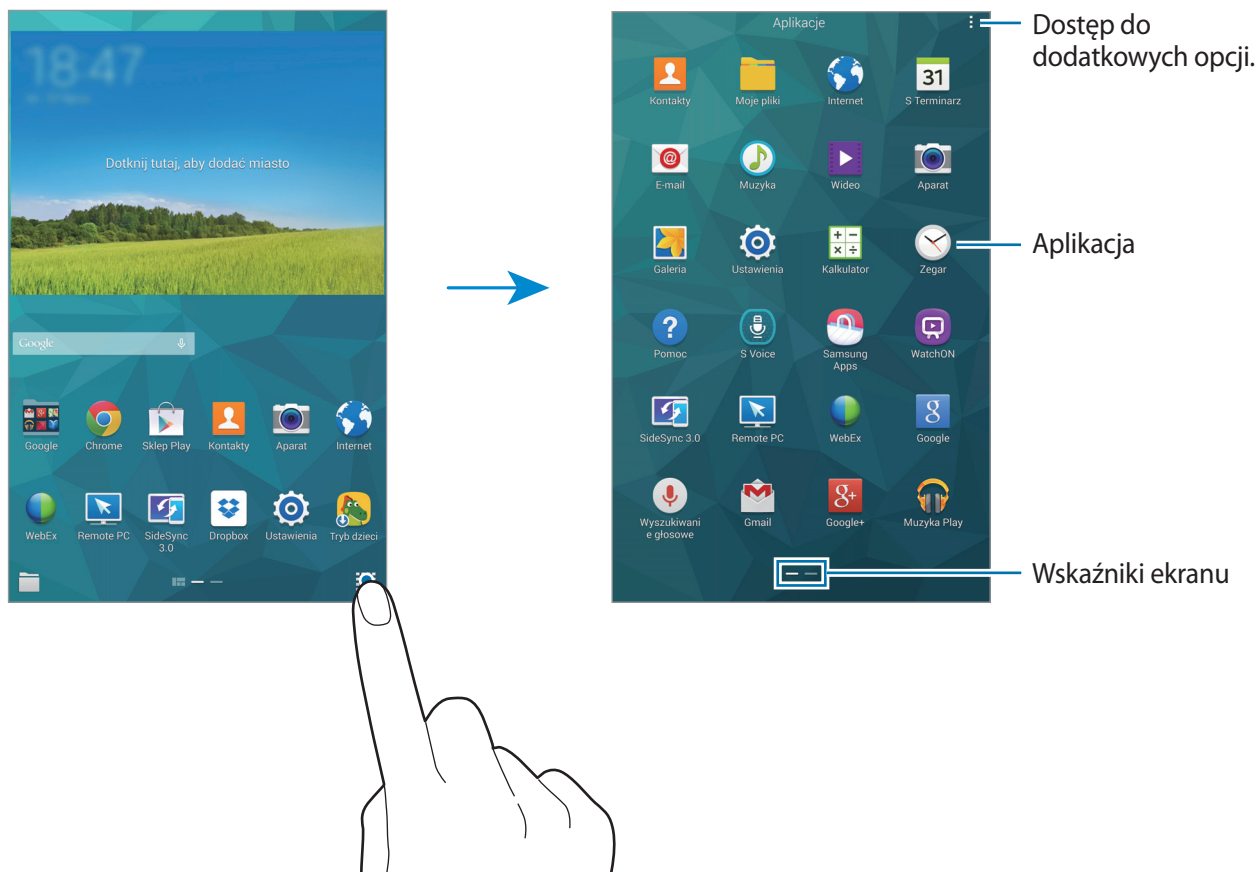 18:47
Dotknij tutaj, aby dodać miasto
Google
Google
Chrome
Sklep Play
Kontakty
Aparat
Internet
WebEx
Remote PC
SideSync
3.0
Dropbox
Ustawienia
Tryb dzieci
Aplikacje
Kontakty
Moje pliki
Internet
31
S Terminarz
E-mail
Muzyka
Wideo
Aparat
Galeria
Ustawienia
Kalkulator
Zegar
Pomoc
S Voice
Samsung
Apps
WatchON
SideSync 3.0
Remote PC
WebEx
Google
Wyszukiwani
e głosowe
Gmail
Google+
Muzyka Play
Dostęp do
dodatkowych opcji.
Aplikacja
Wskaźniki ekranu